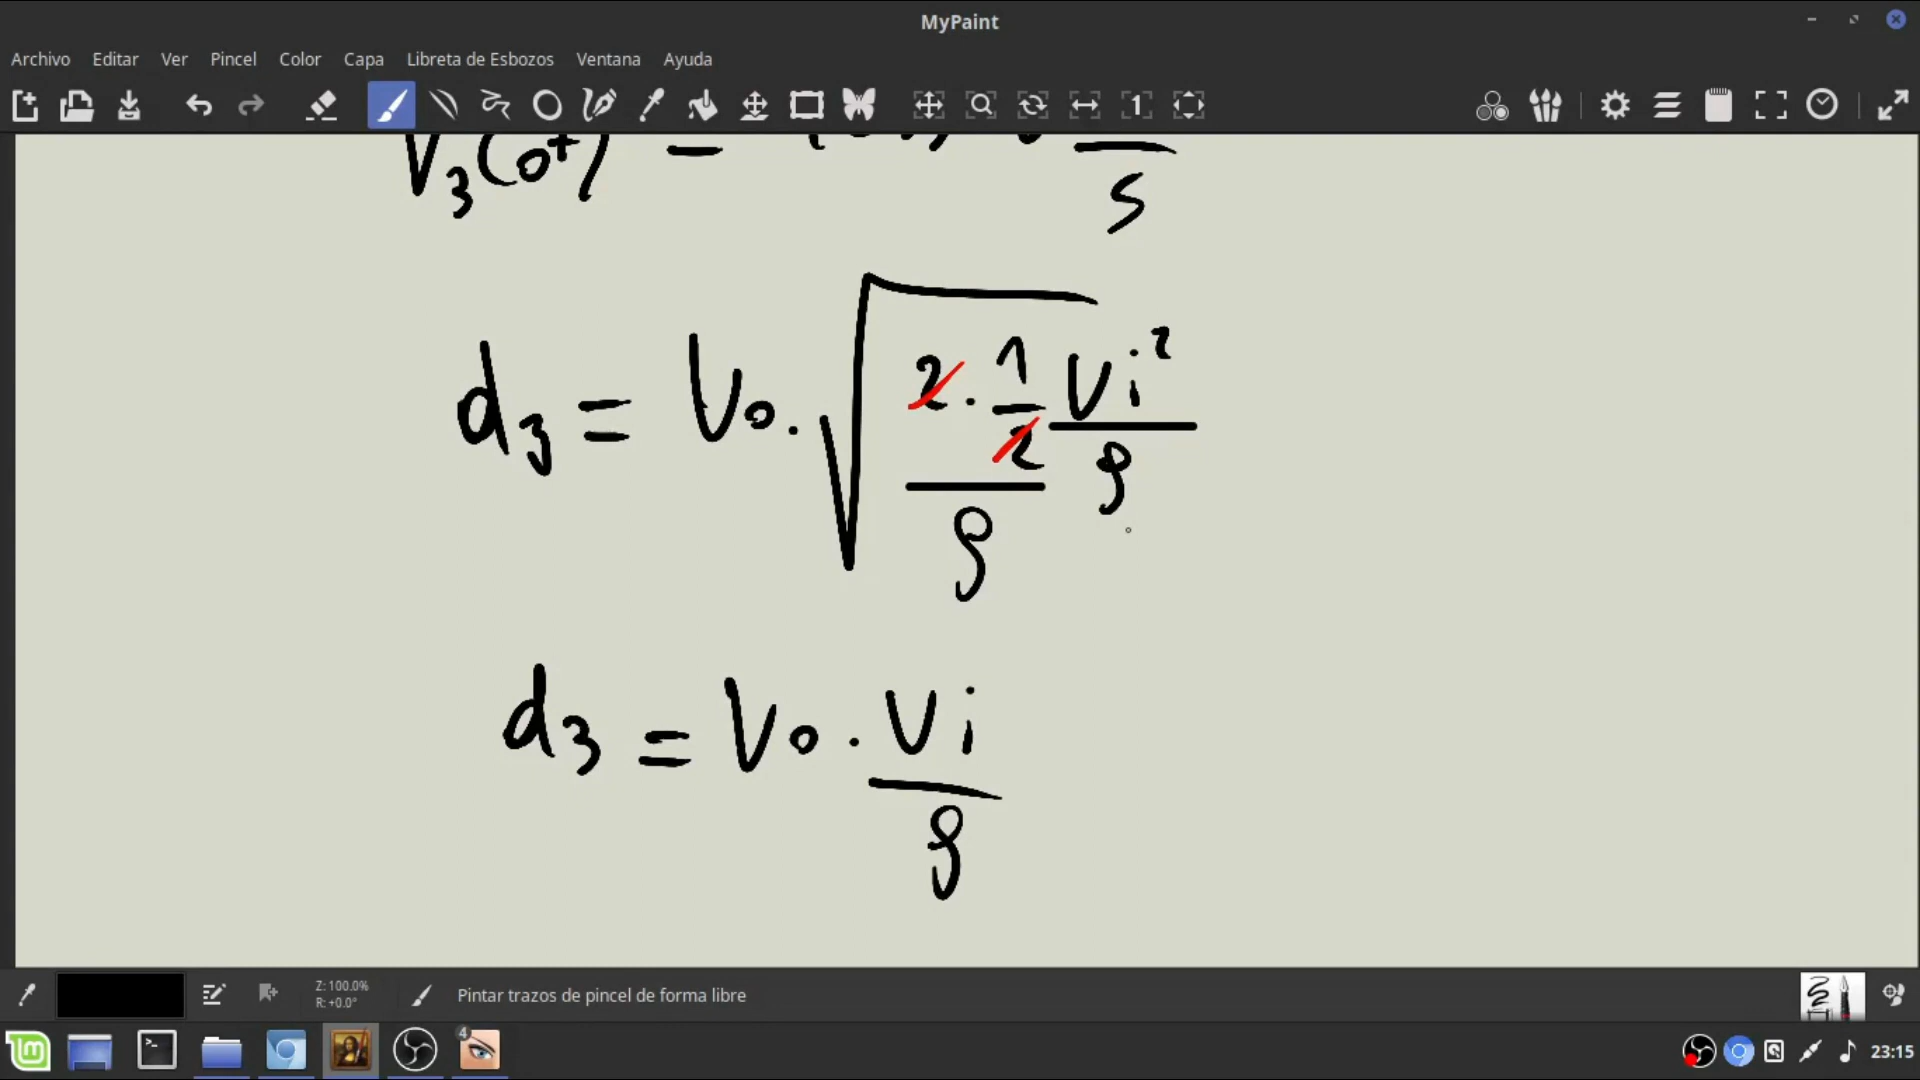 MyPaint
Archivo Editar Ver Pincel Color Capa Libreta de Esbozos Ventana Ayuda
V3(0+) =
s
d3 = Vo. √ 2 . 1/2 Vi²
g g
d3 = Vo . Vi
g
Z: 100.0%
R: +0.0°
Pintar trazos de pincel de forma libre
4
23:15